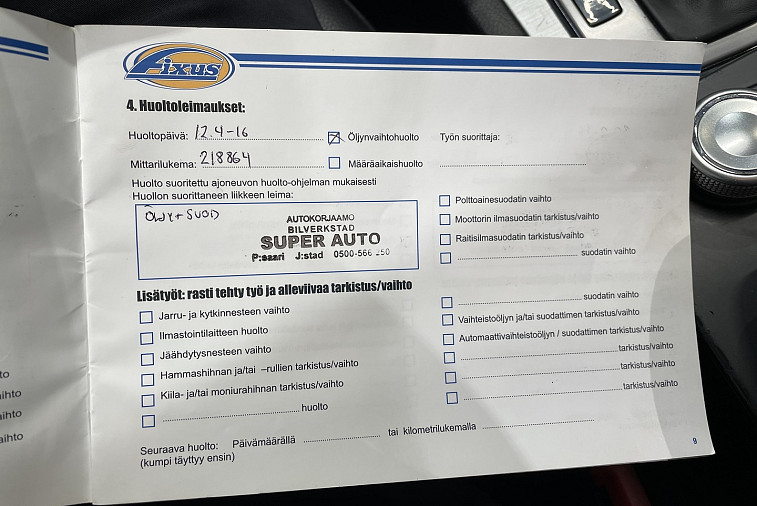 Aixus
4. Huoltoleimaukset:
Huoltopäivä: 12.4-16
Öljynvaihtohuolto
Työn suorittaja:
Mittarilukema: 218864
Määräaikaishuolto
Huolto suoritettu ajoneuvon huolto-ohjelman mukaisesti
Huollon suorittaneen liikkeen leima:
+ SUOD
AUTOKORJAAMO
BILVERKSTAD
SUPER AUTO
P:saari J:stad 0500-566
Polttoainesuodatin vaihto
Moottorin ilmasuodatin tarkistus/vaihto
Raitisilmasuodatin tarkistus/vaihto
suodatin vaihto
Lisätyöt: rasti tehty työ ja alleviivaa tarkistus/vaihto
Jarru- ja kytkinnesteen vaihto
Ilmastointilaitteen huolto
Jäähdytysnesteen vaihto
Hammashihnan ja/tai –rullien tarkistus/vaihto
Kiila- ja/tai moniurahihnan tarkistus/vaihto
huolto
suodatin vaihto
Vaihteistoöljyn ja/tai suodattimen tarkistus/vaihto
Automaattivaihteistoöljyn / suodattimen tarkistus/vaihto
tarkistus/vaihto
tarkistus/vaihto
tarkistus/vaihto
Seuraava huolto: Päivämäärällä tai kilometrilukemalla
(kumpi täyttyy ensin)
9
to
ihto
ihto
aihto